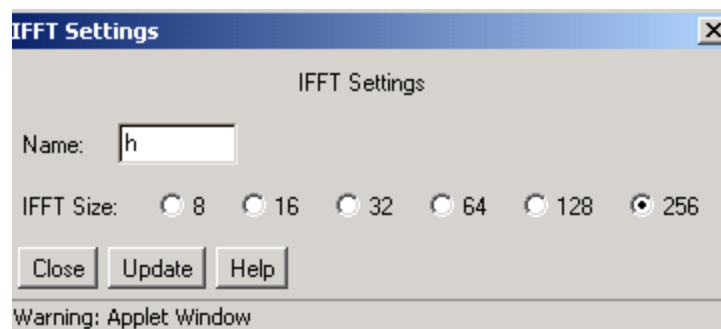 IFFT Settings
IFFT Settings
Name: h
IFFT Size: 8 16 32 64 128 256
Close Update Help
Warning: Applet Window